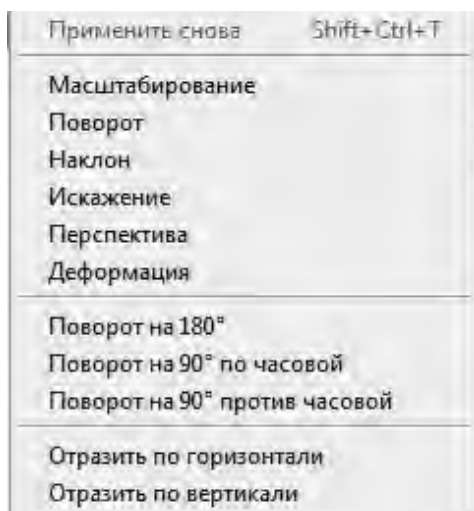 Применить снова Shift+Ctrl+T
Масштабирование
Поворот
Наклон
Искажение
Перспектива
Деформация
Поворот на 180°
Поворот на 90° по часовой
Поворот на 90° против часовой
Отразить по горизонтали
Отразить по вертикали